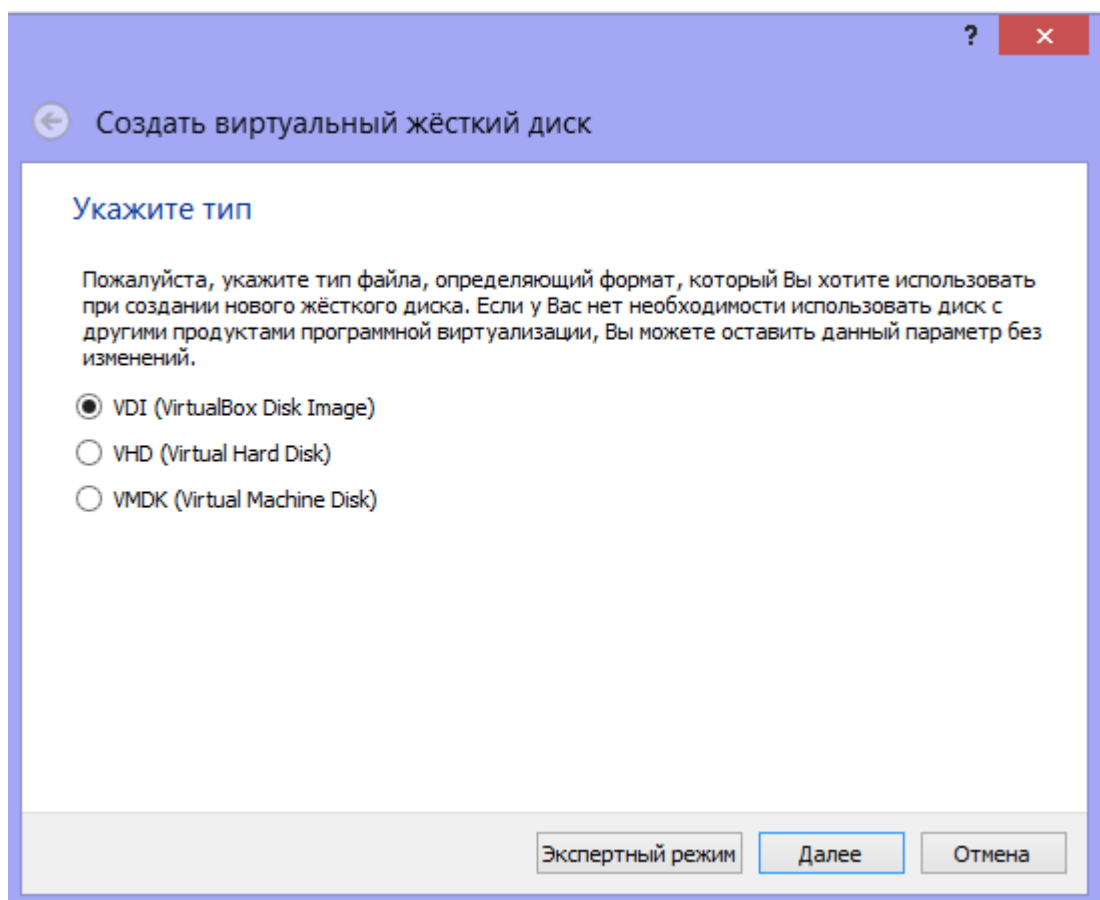 ?
Создать виртуальный жёсткий диск
Укажите тип
Пожалуйста, укажите тип файла, определяющий формат, который Вы хотите использовать
при создании нового жёсткого диска. Если у Вас нет необходимости использовать диск с
другими продуктами программной виртуализации, Вы можете оставить данный параметр без
изменений.
VDI (VirtualBox Disk Image)
VHD (Virtual Hard Disk)
VMDK (Virtual Machine Disk)
Экспертный режим Далее Отмена